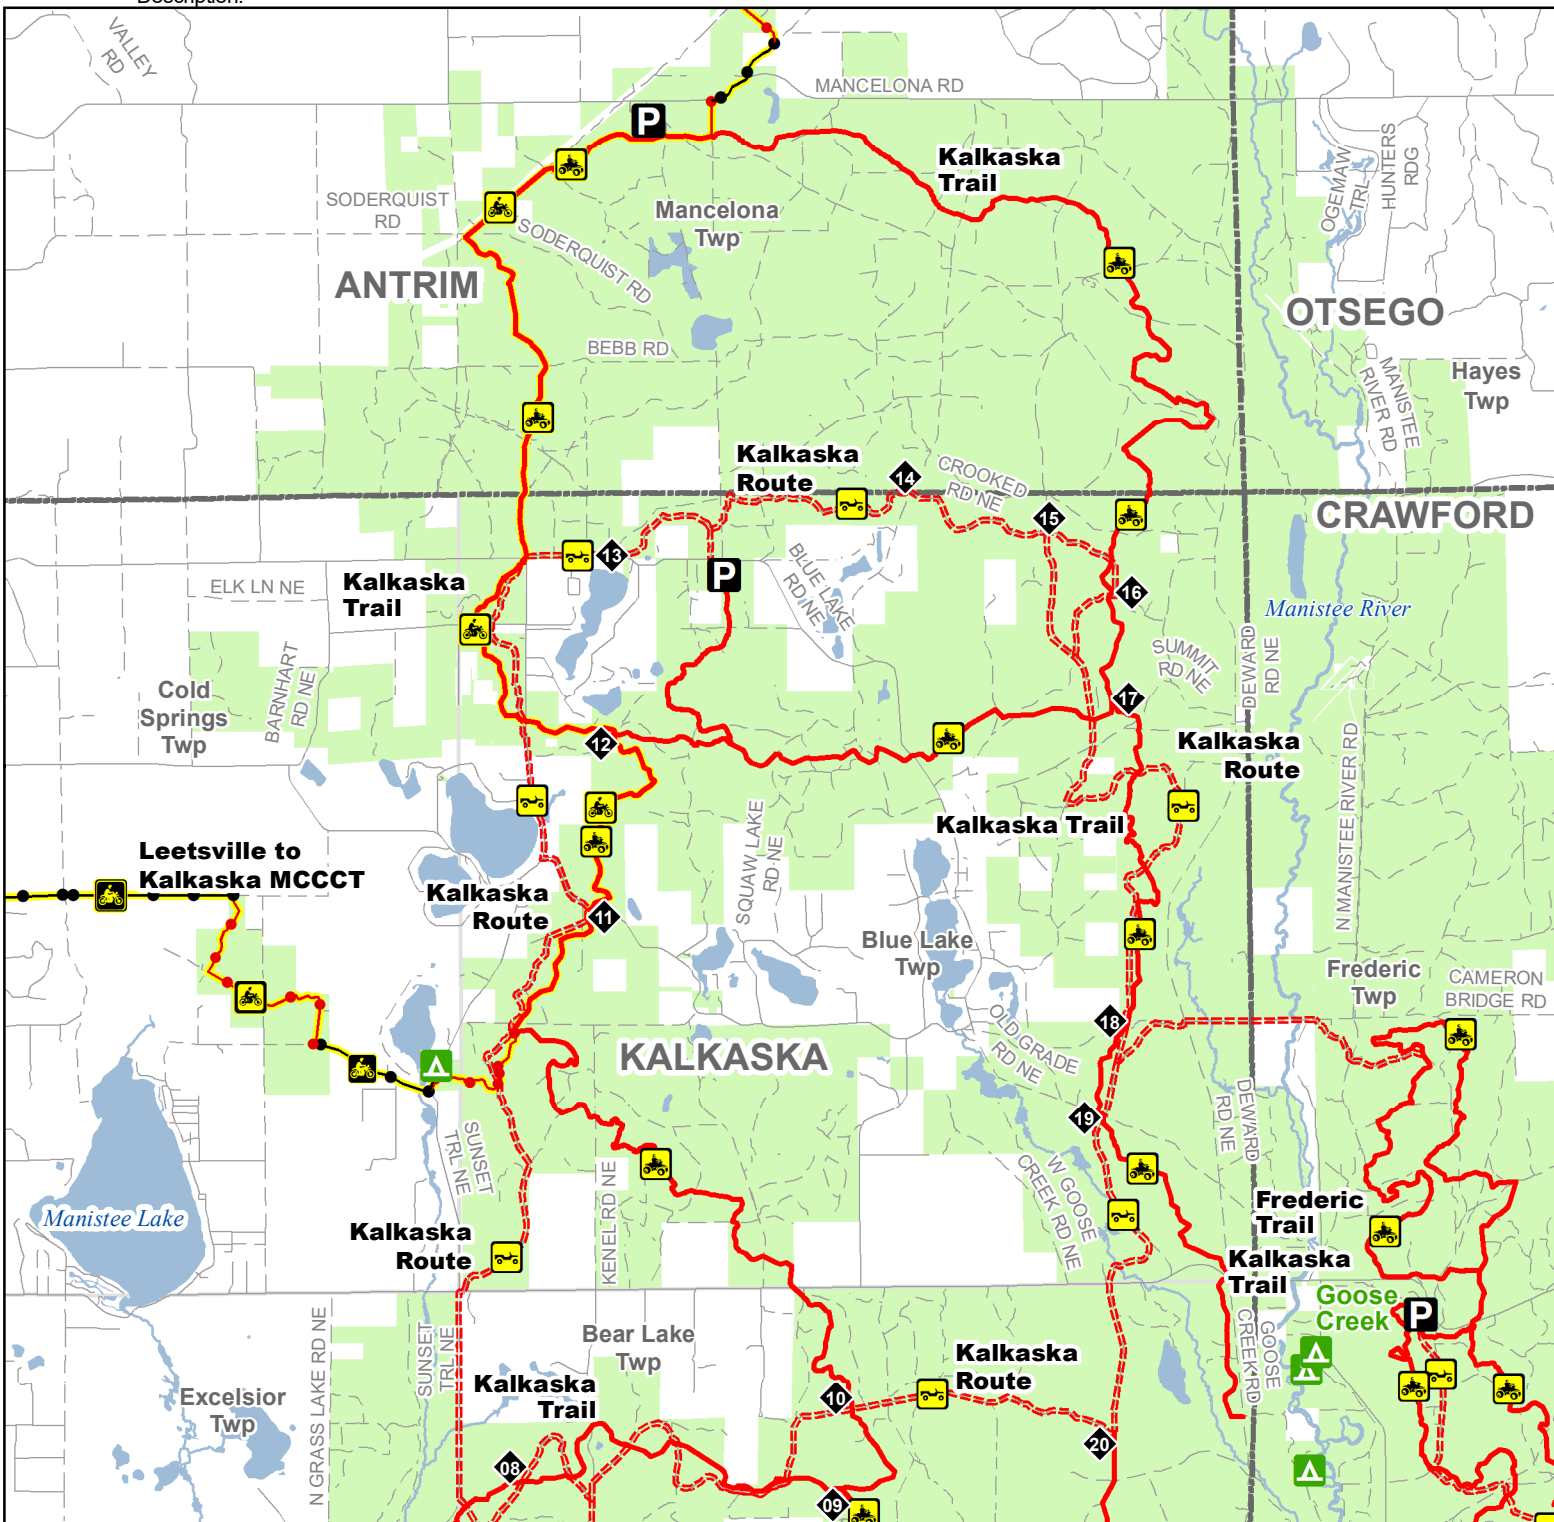 Description:
VALLEY
RD
MANCELONA RD
P
Kalkaska
Trail
OGEMAW
TRL
HUNTERS
RDG
SODERQUIST
RD
Mancelona
Twp
SODERQUIST RD
ANTRIM
OTSEGO
BEBB RD
MANISTEE
RIVER RD
Hayes
Twp
Kalkaska
Route
14
CROOKED
RD NE
15
CRAWFORD
13
P
BLUE LAKE
RD NE
ELK LN NE
Kalkaska
Trail
16
Manistee River
DEWARD
RD NE
SUMMIT
RD NE
BARNHART
RD NE
Cold
Springs
Twp
17
12
Kalkaska
Route
N MANISTEE RIVER RD
Kalkaska Trail
SQUAW LAKE
RD NE
Leetsville to
Kalkaska MCCCT
Kalkaska
Route
11
Blue Lake
Twp
Frederic
Twp
CAMERON
BRIDGE RD
OLD GRADE
RD NE
18
KALKASKA
19
DEWARD
RD NE
SUNSET
TRL NE
KENEL RD NE
W GOOSE
CREEK RD NE
Manistee Lake
Frederic
Trail
Kalkaska
Route
Kalkaska
Trail
Goose
Creek
P
GOOSE
CREEK RD
N GRASS LAKE RD NE
SUNSET
TRL NE
Bear Lake
Twp
Kalkaska
Route
Kalkaska
Trail
10
Excelsior
Twp
20
08
09